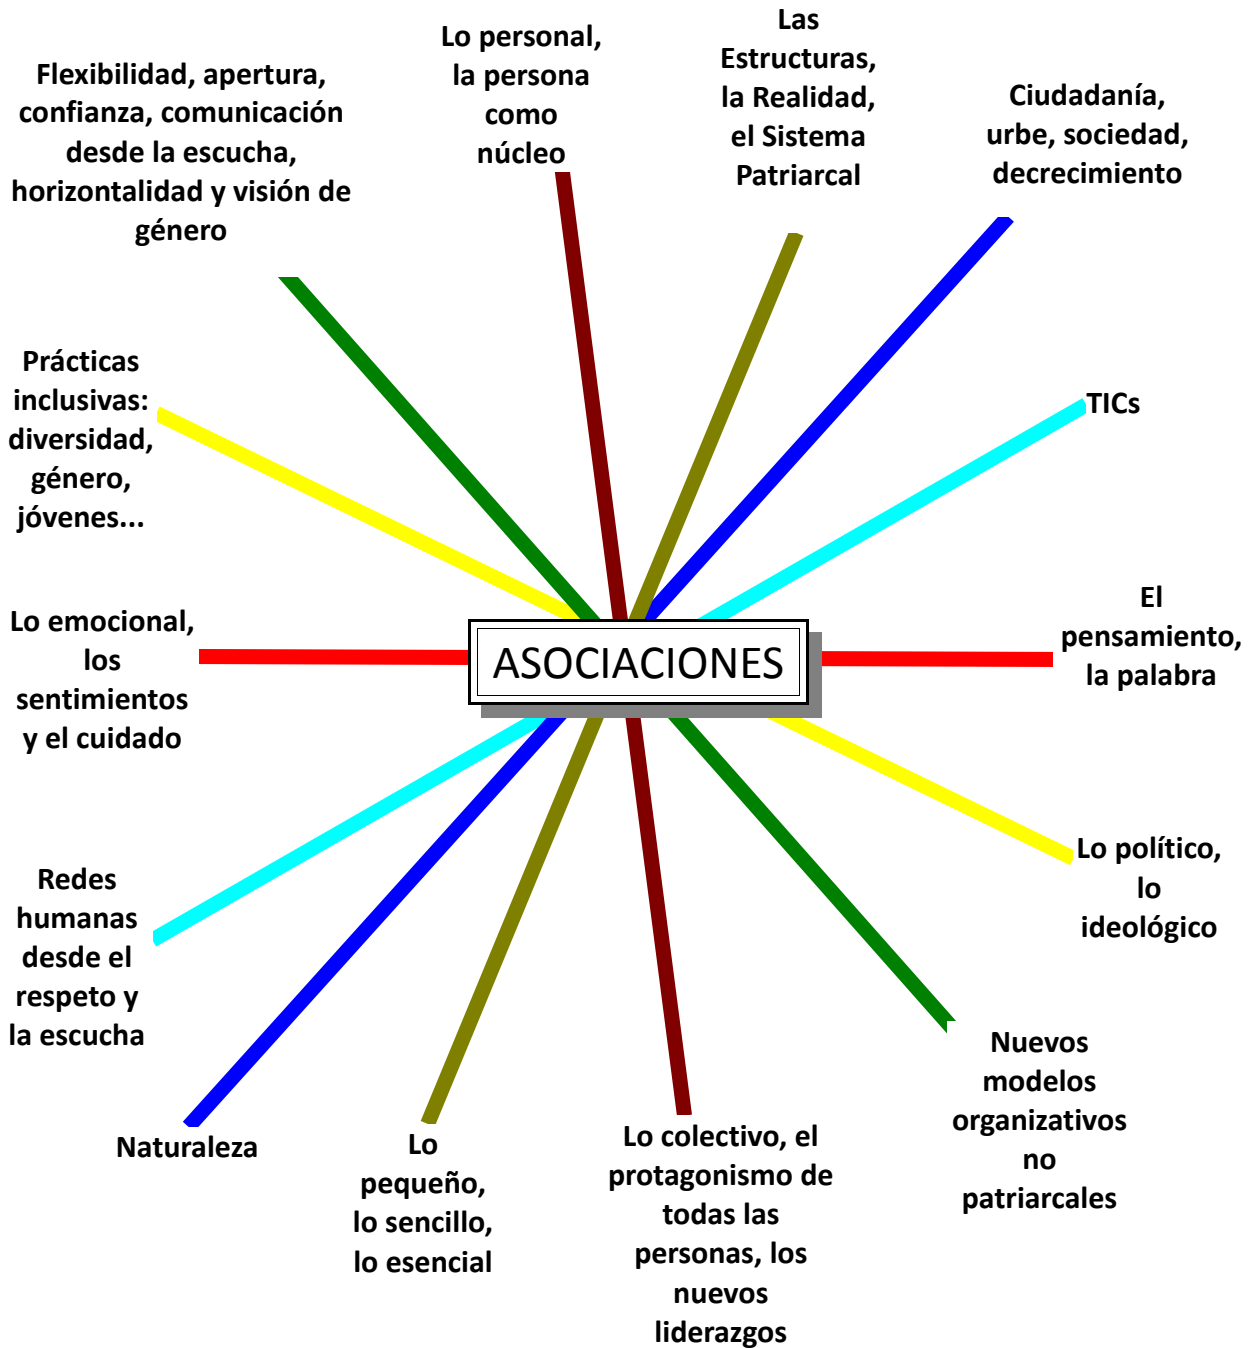 Lo personal,
la persona
como
núcleo
Las
Estructuras,
la Realidad,
el Sistema
Patriarcal
Flexibilidad, apertura,
confianza, comunicación
desde la escucha,
horizontalidad y visión de
género
Ciudadanía,
urbe, sociedad,
decrecimiento
Prácticas
inclusivas:
diversidad,
género,
jóvenes...
TICs
Lo emocional,
los
sentimientos
y el cuidado
ASOCIACIONES
El
pensamiento,
la palabra
Redes
humanas
desde el
respeto y
la escucha
Lo político,
lo
ideológico
Naturaleza
Lo
pequeño,
lo sencillo,
lo esencial
Lo colectivo, el
protagonismo de
todas las
personas, los
nuevos
liderazgos
Nuevos
modelos
organizativos
no
patriarcales